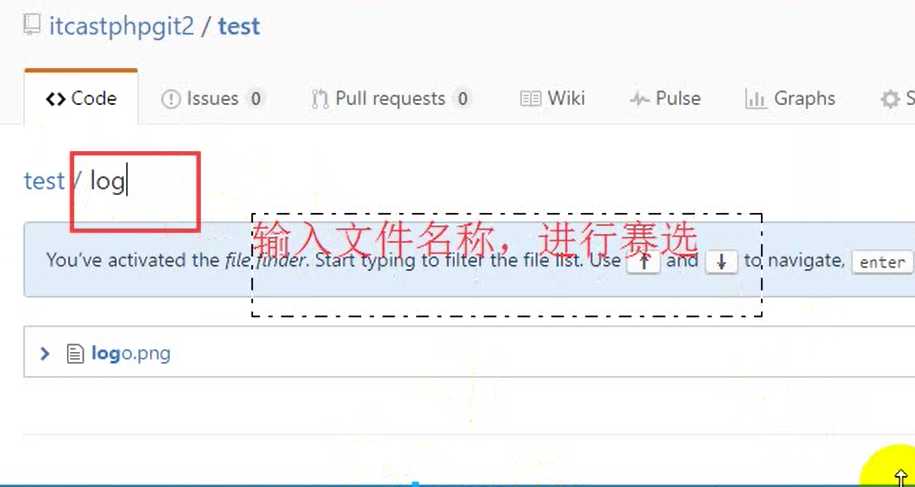 itcastphpgit2 / test
Code Issues 0 Pull requests 0 Wiki Pulse Graphs S
test / log
输入文件名称，进行赛选
You've activated the file finder. Start typing to filter the file list. Use ↑ and ↓ to navigate, enter
logo.png